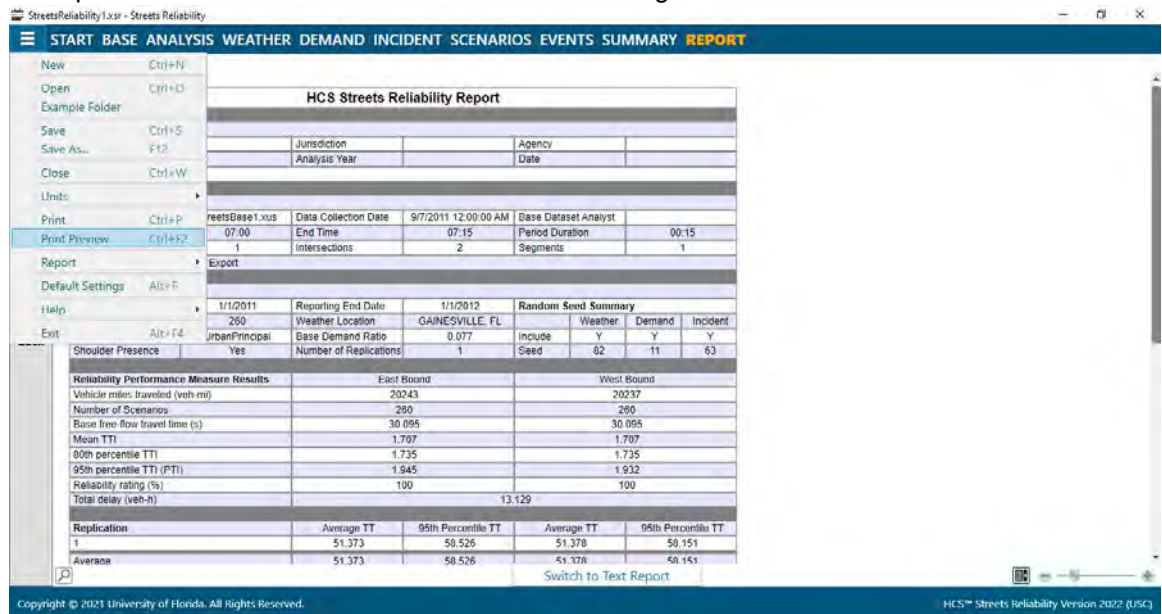 StreetsReliability1.xsr - Streets Reliability
START BASE ANALYSIS WEATHER DEMAND INCIDENT SCENARIOS EVENTS SUMMARY REPORT
New Ctrl+N
Open Ctrl+O
Example Folder
Save Ctrl+S
Save As... F12
Close Ctrl+W
Units
Print Ctrl+P
Print Preview Ctrl+F2
Report Export
Default Settings Alt+F
Help
Exit Alt+F4
HCS Streets Reliability Report
Jurisdiction Agency
Analysis Year Date
reetsBase1.xus Data Collection Date 9/7/2011 12:00:00 AM Base Dataset Analyst
07:00 End Time 07:15 Period Duration 00:15
1 Intersections 2 Segments 1
1/1/2011 Reporting End Date 1/1/2012 Random Seed Summary
260 Weather Location GAINESVILLE, FL Weather Demand Incident
UrbanPrincipal Base Demand Ratio 0.077 Include Y Y Y
Shoulder Presence Yes Number of Replications 1 Seed 82 11 63
Reliability Performance Measure Results East Bound West Bound
Vehicle miles traveled (veh-mi) 20243 20237
Number of Scenarios 260 260
Base free-flow travel time (s) 30.095 30.095
Mean TTI 1.707 1.707
80th percentile TTI 1.735 1.735
95th percentile TTI (PTI) 1.945 1.932
Reliability rating (%) 100 100
Total delay (veh-h) 13.129
Replication Average TT 95th Percentile TT Average TT 95th Percentile TT
1 51.373 58.526 51.378 58.151
Average 51.373 58.526 51.378 58.151
Switch to Text Report
Copyright © 2021 University of Florida. All Rights Reserved. HCS™ Streets Reliability Version 2022 (USC)